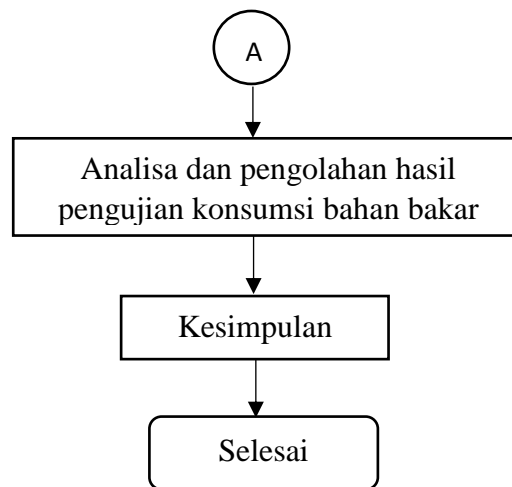 A
Analisa dan pengolahan hasil
pengujian konsumsi bahan bakar
Kesimpulan
Selesai